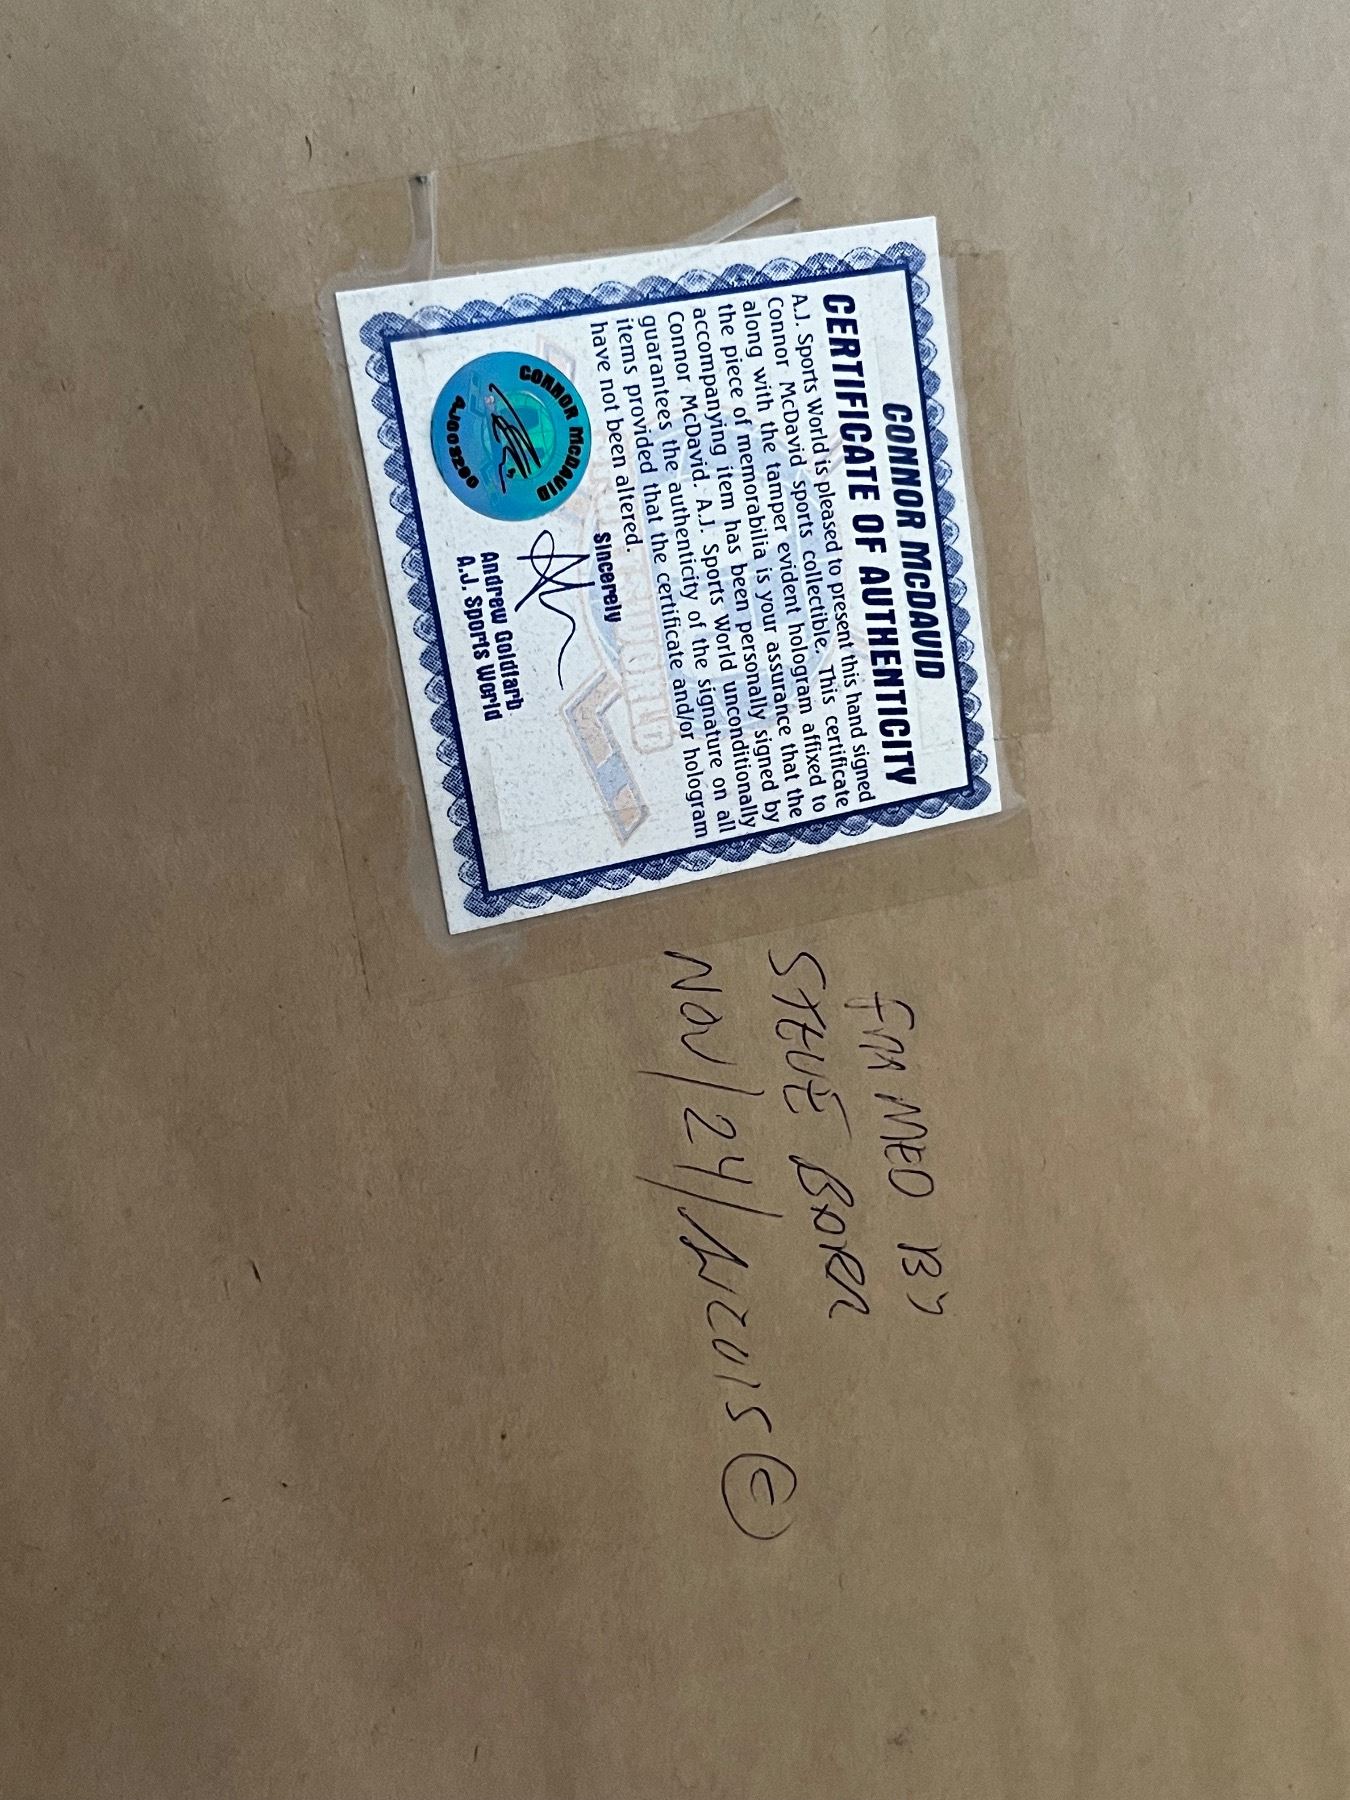 CONNOR McDAVID
CERTIFICATE OF AUTHENTICITY
A.J. Sports World is pleased to present this hand signed
Connor McDavid sports collectible. This certificate
along with the tamper evident hologram affixed to
the piece of memorabilia is your assurance that the
accompanying item has been personally signed by
Connor McDavid. A.J. Sports World unconditionally
guarantees the authenticity of the signature on all
items provided that the certificate and/or hologram
have not been altered.
CONNOR McDAVID
Sincerely
Andrew Goldfarb
A.J. Sports World
FRAMED BY
STEVE BORN
NOV/24/2015 ©